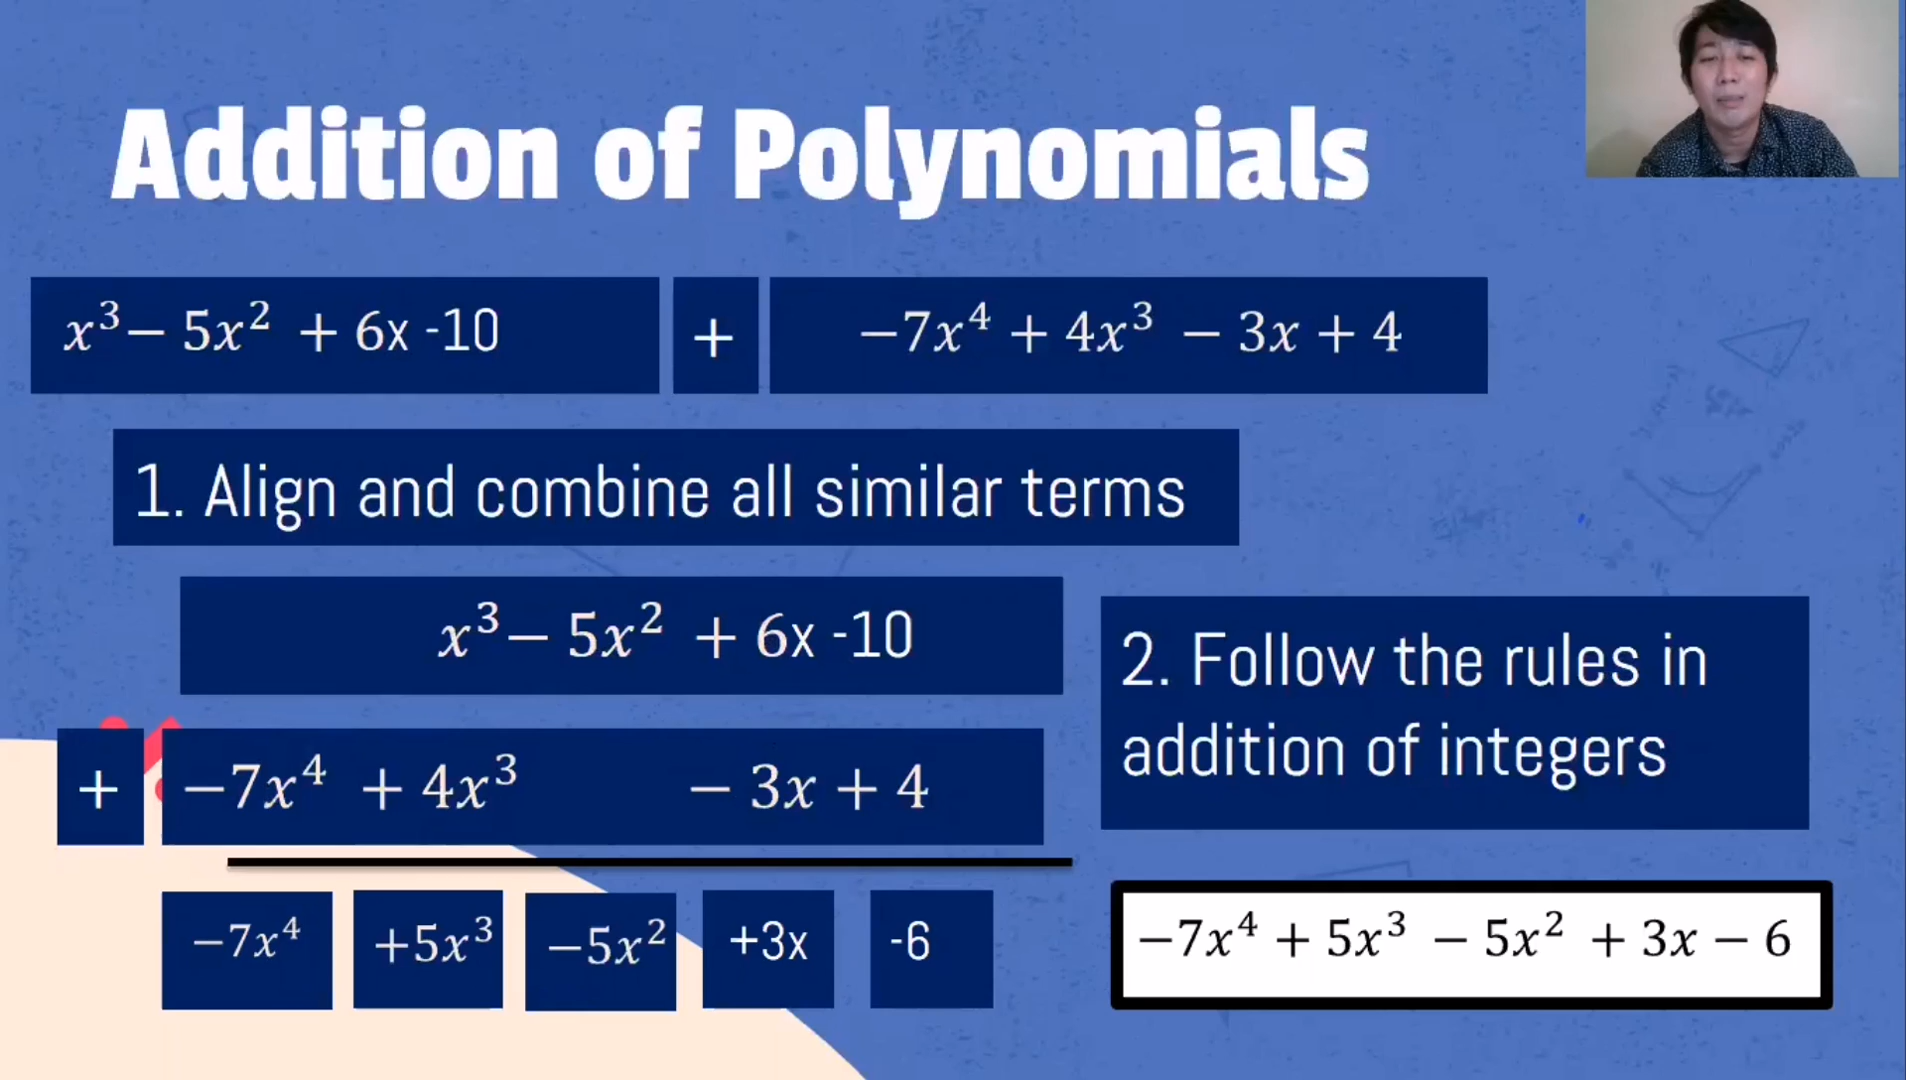 Addition of Polynomials
x³− 5x² + 6x -10 + −7x⁴ + 4x³ − 3x + 4
1. Align and combine all similar terms
x³− 5x² + 6x -10
+ −7x⁴ + 4x³ − 3x + 4
−7x⁴ +5x³ −5x² +3x -6
2. Follow the rules in
addition of integers
−7x⁴ + 5x³ − 5x² + 3x − 6